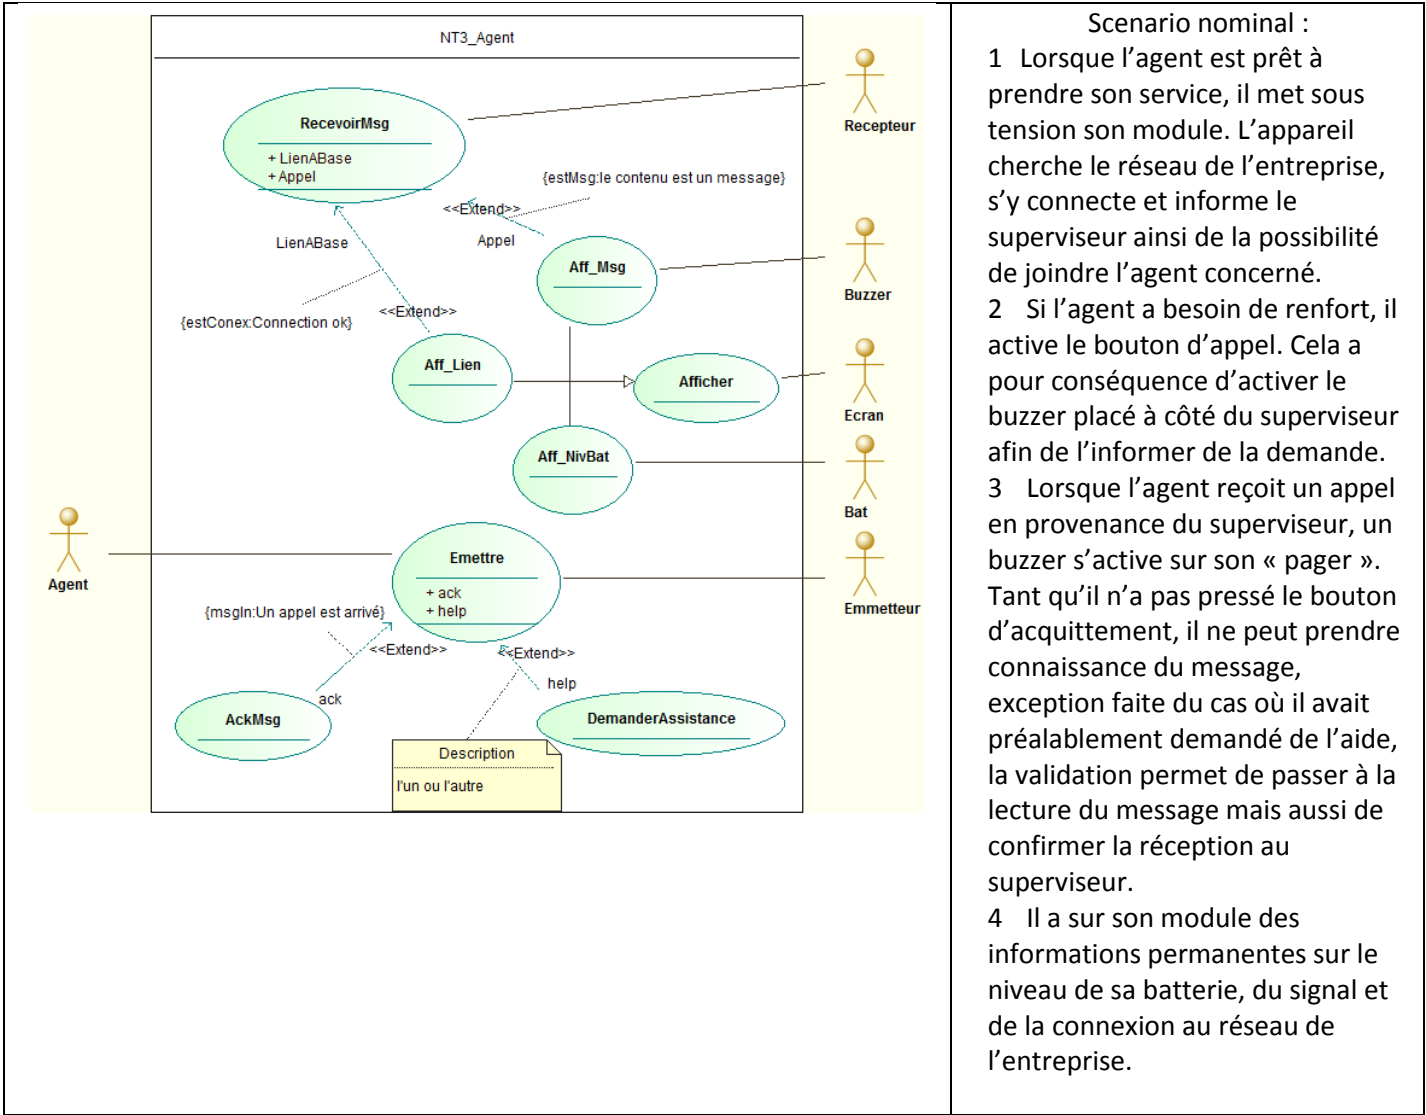 NT3_Agent
RecevoirMsg
+ LienABase
+ Appel
Recepteur
{estMsg:le contenu est un message}
<<Extend>>
LienABase
Appel
Aff_Msg
Buzzer
{estConex:Connection ok}
<<Extend>>
Aff_Lien
Afficher
Ecran
Aff_NivBat
Bat
Agent
Emettre
+ ack
+ help
Emmetteur
{msgIn:Un appel est arrivé}
<<Extend>>
<<Extend>>
ack
help
AckMsg
DemanderAssistance
Description
l'un ou l'autre
Scenario nominal :
1 Lorsque l’agent est prêt à
prendre son service, il met sous
tension son module. L’appareil
cherche le réseau de l’entreprise,
s’y connecte et informe le
superviseur ainsi de la possibilité
de joindre l’agent concerné.
2 Si l’agent a besoin de renfort, il
active le bouton d’appel. Cela a
pour conséquence d’activer le
buzzer placé à côté du superviseur
afin de l’informer de la demande.
3 Lorsque l’agent reçoit un appel
en provenance du superviseur, un
buzzer s’active sur son « pager ».
Tant qu’il n’a pas pressé le bouton
d’acquittement, il ne peut prendre
connaissance du message,
exception faite du cas où il avait
préalablement demandé de l’aide,
la validation permet de passer à la
lecture du message mais aussi de
confirmer la réception au
superviseur.
4 Il a sur son module des
informations permanentes sur le
niveau de sa batterie, du signal et
de la connexion au réseau de
l’entreprise.